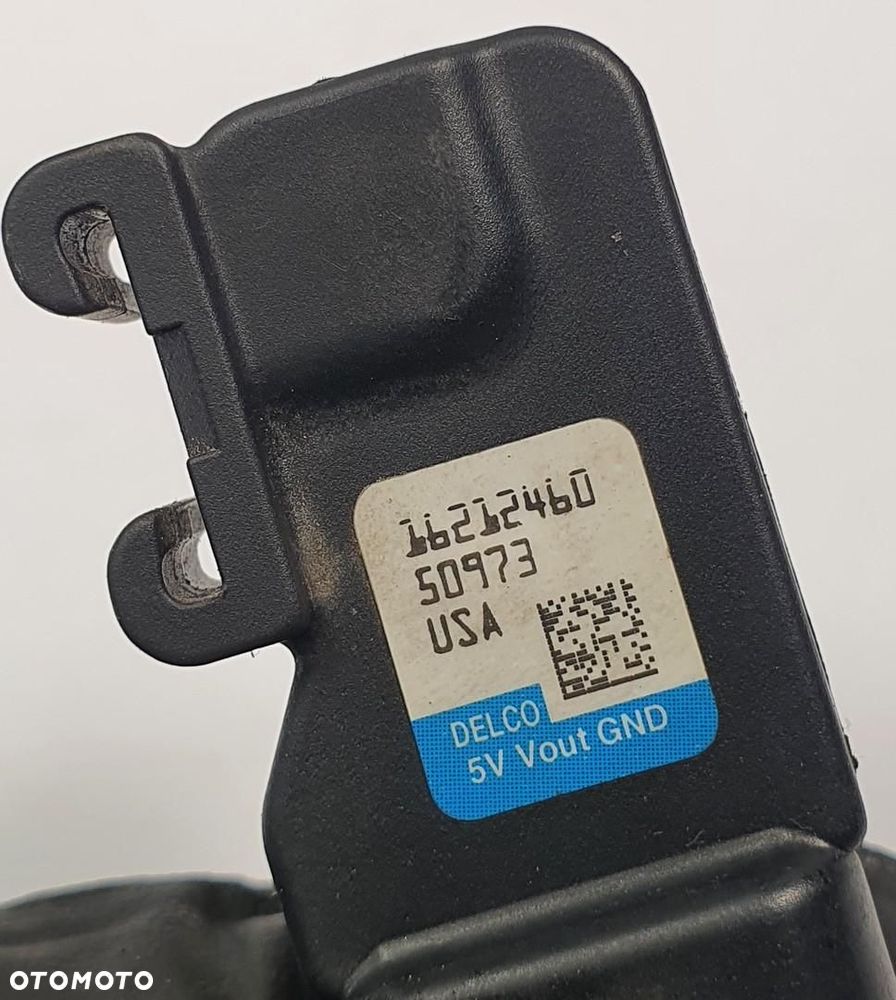 16212460
50973
USA
DELCO
5V Vout GND
OTOMOTO